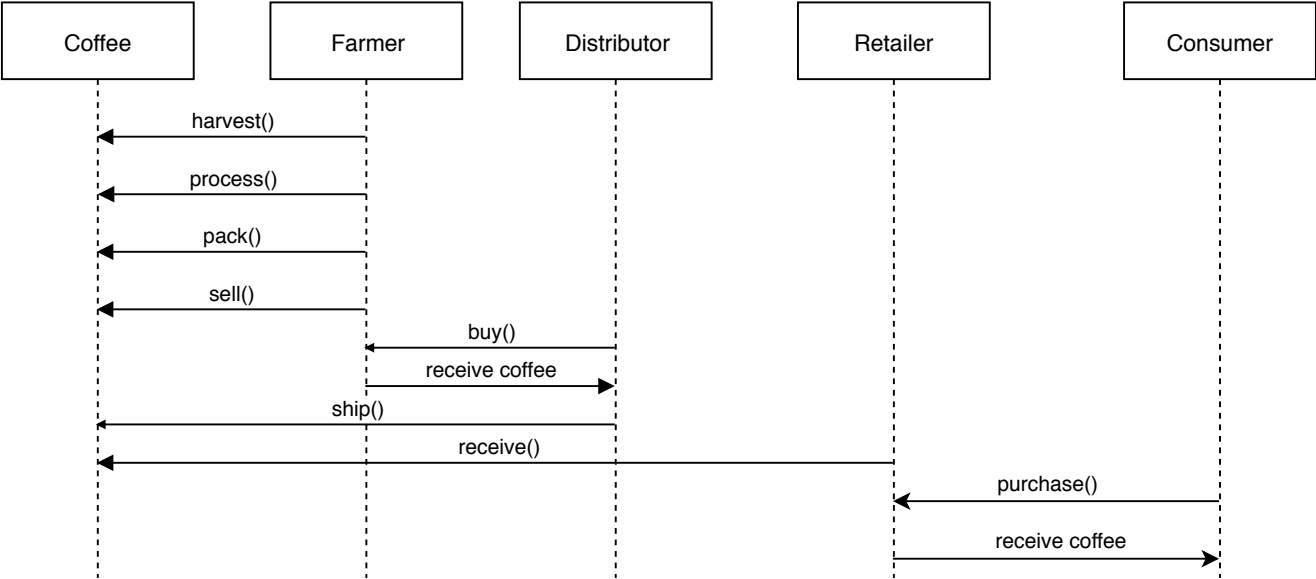 Coffee
Farmer
Distributor
Retailer
Consumer
harvest()
process()
pack()
sell()
buy()
receive coffee
ship()
receive()
purchase()
receive coffee